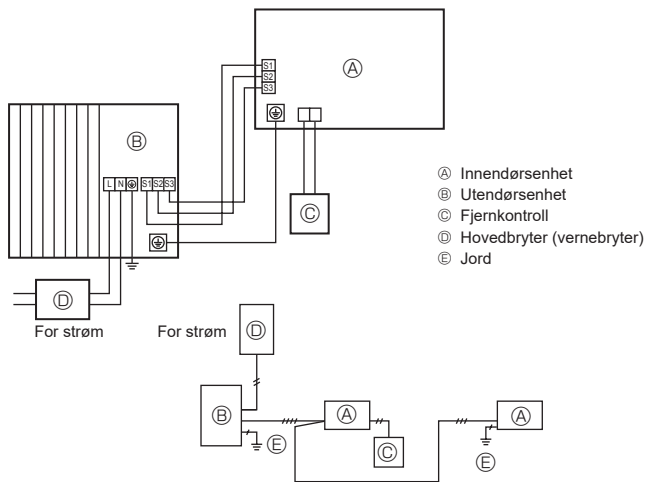 S1
S2
S3
Ⓐ
Ⓑ
L N S1 S2 S3
Ⓒ
Ⓐ Innendørsenhet
Ⓑ Utendørsenhet
Ⓒ Fjernkontroll
Ⓓ Hovedbryter (vernebryter)
Ⓔ Jord
Ⓓ
For strøm
For strøm
Ⓓ
Ⓑ
Ⓔ
Ⓐ
Ⓒ
Ⓐ
Ⓔ